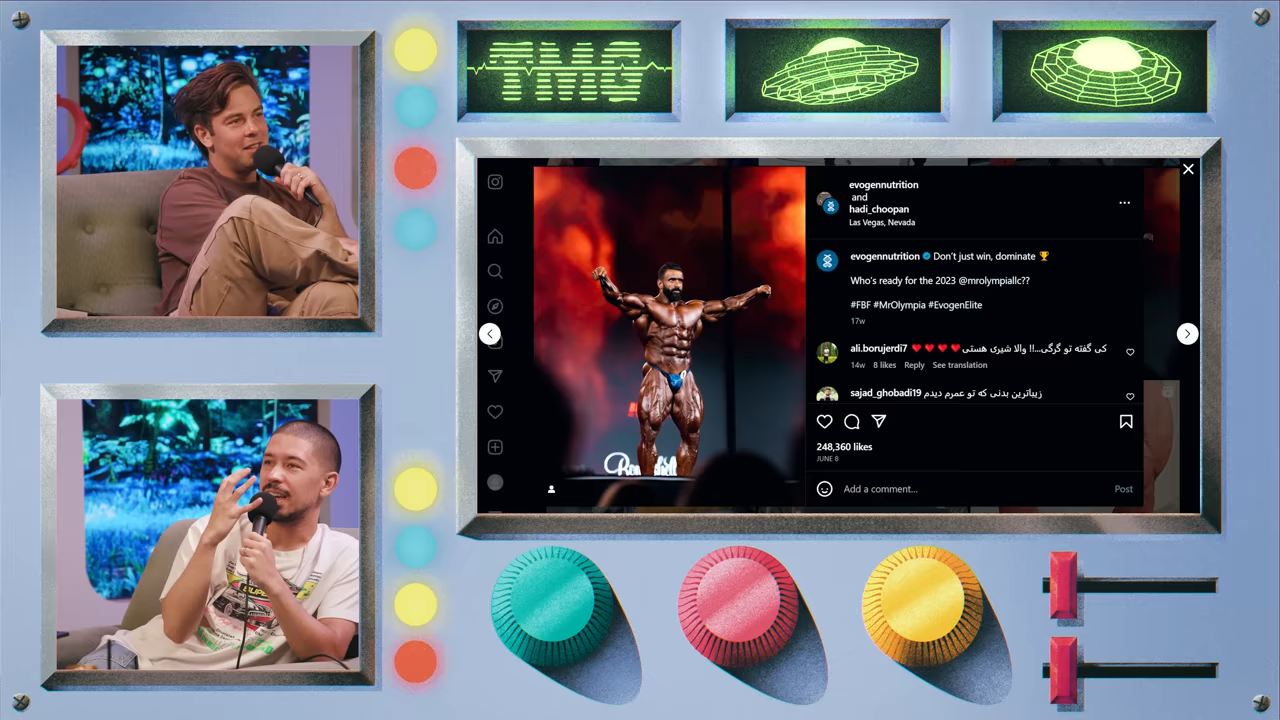 TMG
evogennutrition
and
hadi_choopan
Las Vegas, Nevada
evogennutrition Don't just win, dominate 🏆
Who's ready for the 2023 @mrolympiallc??
#FBF #MrOlympia #EvogenElite
17w
ali.borujerdi7 ❤️❤️❤️❤️کی گفته تو گرگی...!! والا شیری هستی
14w 8 likes Reply See translation
sajad_ghobadi19 زیباترین بدنی که تو عمرم دیدم
248,360 likes
JUNE 8
Add a comment... Post